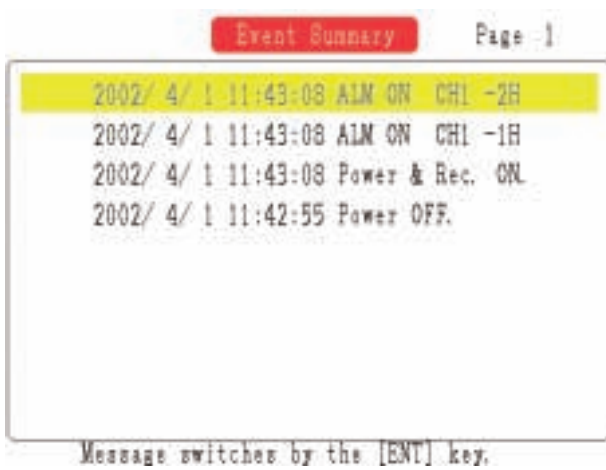 Event Summary Page 1
2002/ 4/ 1 11:43:08 ALM ON CH1 -2H
2002/ 4/ 1 11:43:08 ALM ON CH1 -1H
2002/ 4/ 1 11:43:08 Power & Rec. ON.
2002/ 4/ 1 11:42:55 Power OFF.
Message switches by the [ENT] key.